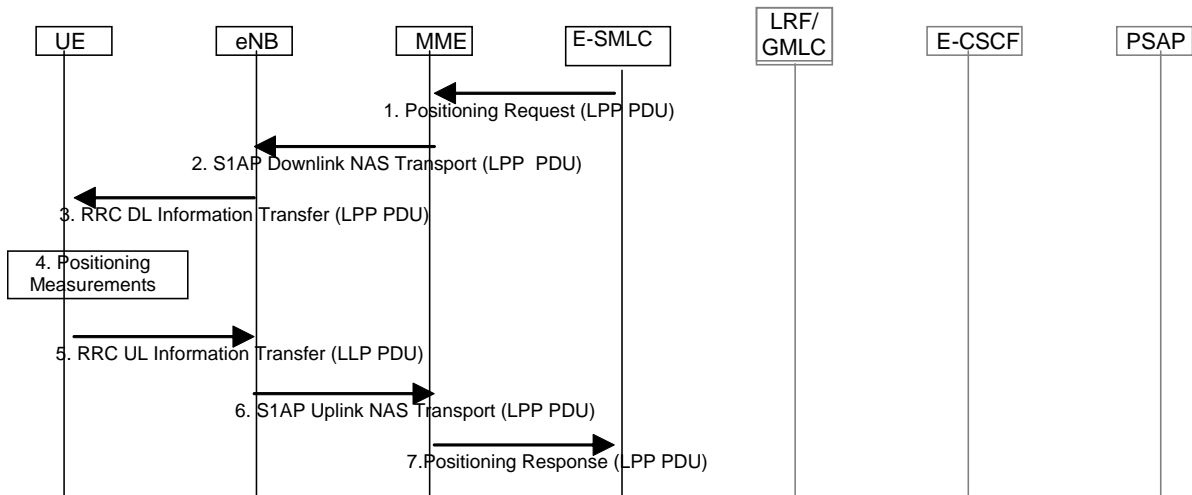 UE
eNB
MME
E-SMLC
LRF/
GMLC
E-CSCF
PSAP
1. Positioning Request (LPP PDU)
2. S1AP Downlink NAS Transport (LPP PDU)
3. RRC DL Information Transfer (LPP PDU)
4. Positioning
Measurements
5. RRC UL Information Transfer (LLP PDU)
6. S1AP Uplink NAS Transport (LPP PDU)
7.Positioning Response (LPP PDU)